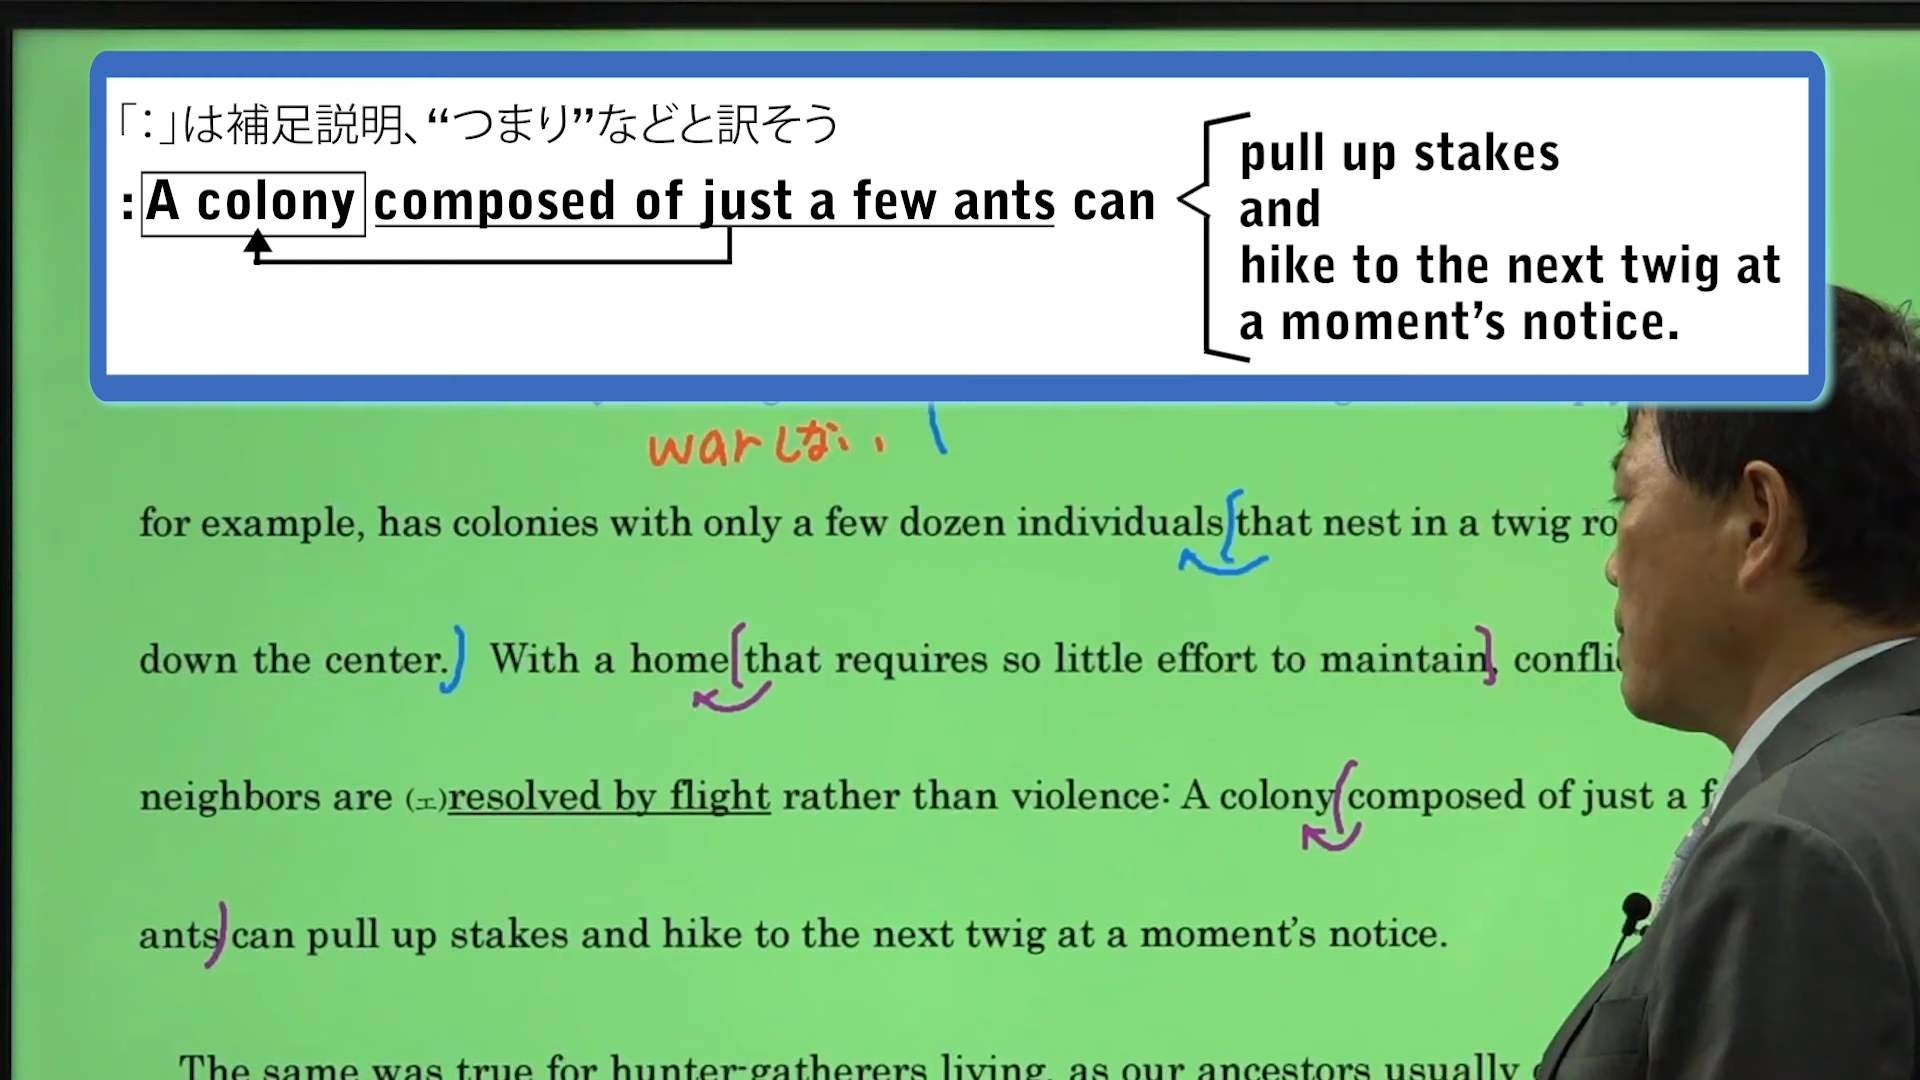 「：」は補足説明、“つまり”などと訳そう
: A colony composed of just a few ants can
pull up stakes
and
hike to the next twig at
a moment’s notice.
warしない
for example, has colonies with only a few dozen individuals that nest in a twig
down the center. With a home that requires so little effort to maintain,
neighbors are (エ)resolved by flight rather than violence: A colony composed of just a
ants can pull up stakes and hike to the next twig at a moment’s notice.
The same was true for hunter-gatherers living, as our ancestors usually